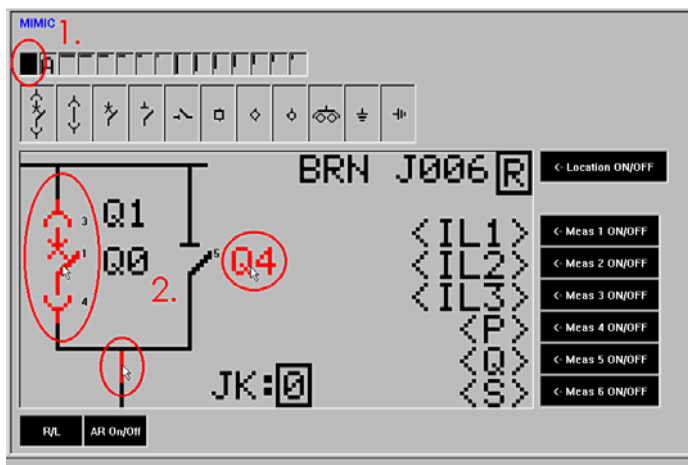 MIMIC
1.
A
BRN J006 R
<- Location ON/OFF
3
Q1
1
Q0
2.
5
Q4
4
<IL1>
<- Meas 1 ON/OFF
<IL2>
<- Meas 2 ON/OFF
<IL3>
<- Meas 3 ON/OFF
<P>
<- Meas 4 ON/OFF
<Q>
<- Meas 5 ON/OFF
JK:0
<S>
<- Meas 6 ON/OFF
R/L
AR On/Off